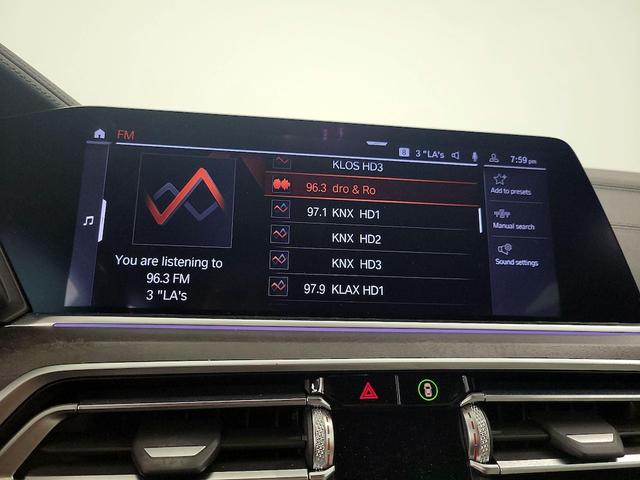 FM
8 3 "LA's
7:59 pm
KLOS HD3
96.3 dro & Ro
97.1 KNX HD1
KNX HD2
KNX HD3
97.9 KLAX HD1
You are listening to
96.3 FM
3 "LA's
Add to presets
Manual search
Sound settings